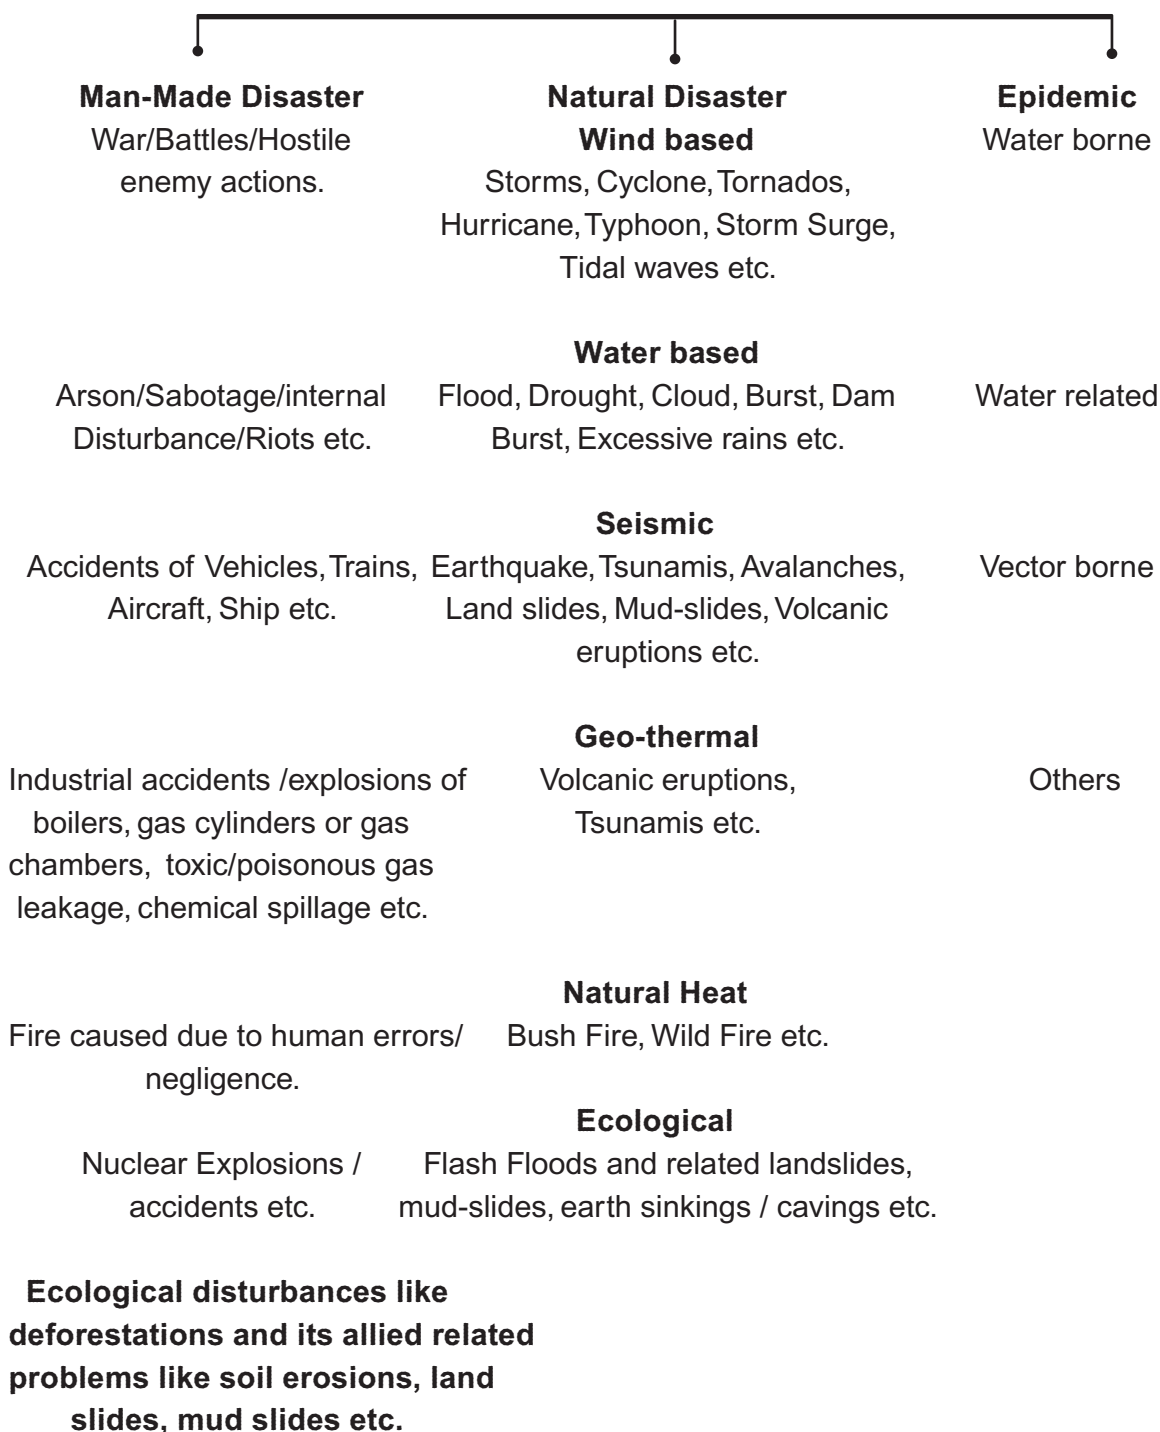 Man-Made Disaster Natural Disaster Epidemic
War/Battles/Hostile Wind based Water borne
enemy actions. Storms, Cyclone, Tornados,
Hurricane, Typhoon, Storm Surge,
Tidal waves etc.
Water based
Arson/Sabotage/internal Flood, Drought, Cloud, Burst, Dam Water related
Disturbance/Riots etc. Burst, Excessive rains etc.
Seismic
Accidents of Vehicles, Trains, Earthquake, Tsunamis, Avalanches, Vector borne
Aircraft, Ship etc. Land slides, Mud-slides, Volcanic
eruptions etc.
Geo-thermal
Industrial accidents /explosions of Volcanic eruptions, Others
boilers, gas cylinders or gas Tsunamis etc.
chambers, toxic/poisonous gas
leakage, chemical spillage etc.
Natural Heat
Fire caused due to human errors/ Bush Fire, Wild Fire etc.
negligence.
Ecological
Nuclear Explosions / Flash Floods and related landslides,
accidents etc. mud-slides, earth sinkings / cavings etc.
Ecological disturbances like
deforestations and its allied related
problems like soil erosions, land
slides, mud slides etc.